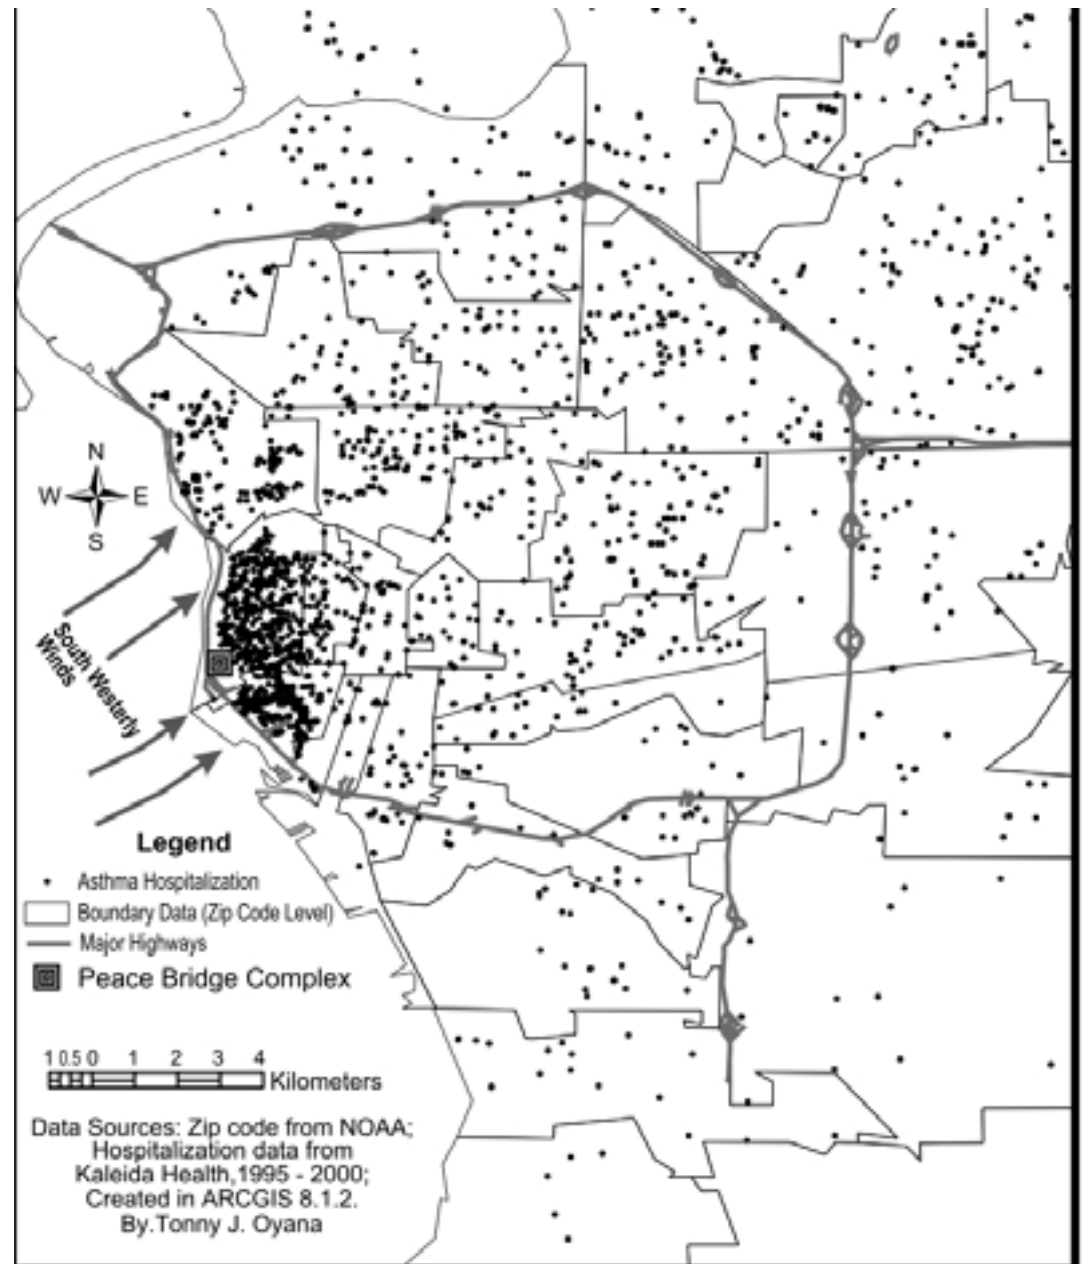 N
W E
S
South Westerly
Winds
Legend
Asthma Hospitalization
Boundary Data (Zip Code Level)
Major Highways
Peace Bridge Complex
1 0.5 0 1 2 3 4
Kilometers
Data Sources: Zip code from NOAA;
Hospitalization data from
Kaleida Health,1995 - 2000;
Created in ARCGIS 8.1.2.
By.Tonny J. Oyana